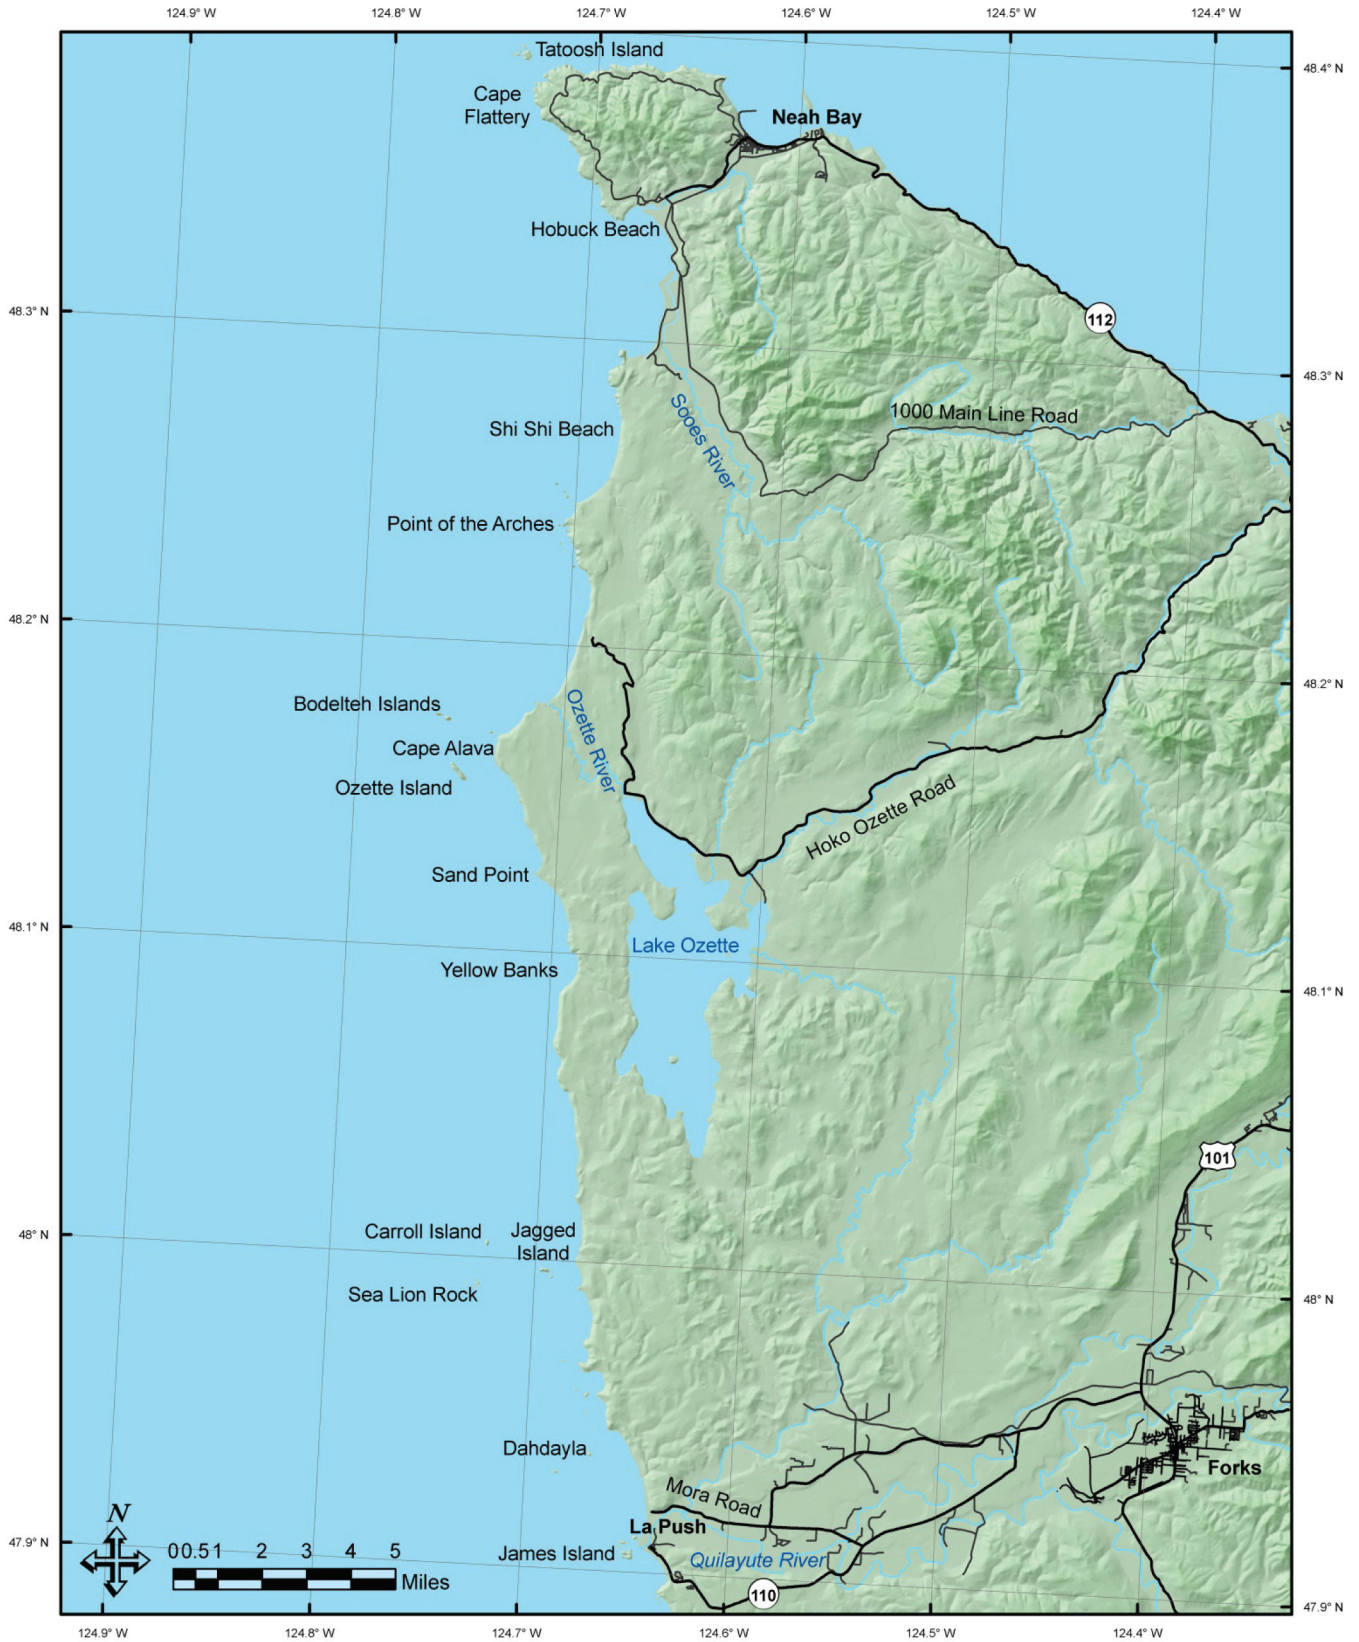 124.9° W
124.8° W
124.7° W
124.6° W
124.5° W
124.4° W
Tatoosh Island
48.4° N
Cape
Flattery
Neah Bay
Hobuck Beach
48.3° N
112
48.3° N
1000 Main Line Road
Sooes River
Shi Shi Beach
Point of the Arches
48.2° N
48.2° N
Ozette River
Bodelteh Islands
Cape Alava
Ozette Island
Hoko Ozette Road
Sand Point
48.1° N
Lake Ozette
Yellow Banks
48.1° N
101
Carroll Island
Jagged
Island
48° N
Sea Lion Rock
48° N
Dahdayla
Forks
Mora Road
N
La Push
47.9° N
James Island
Quilayute River
0 0.5 1 2 3 4 5
Miles
110
47.9° N
124.9° W
124.8° W
124.7° W
124.6° W
124.5° W
124.4° W